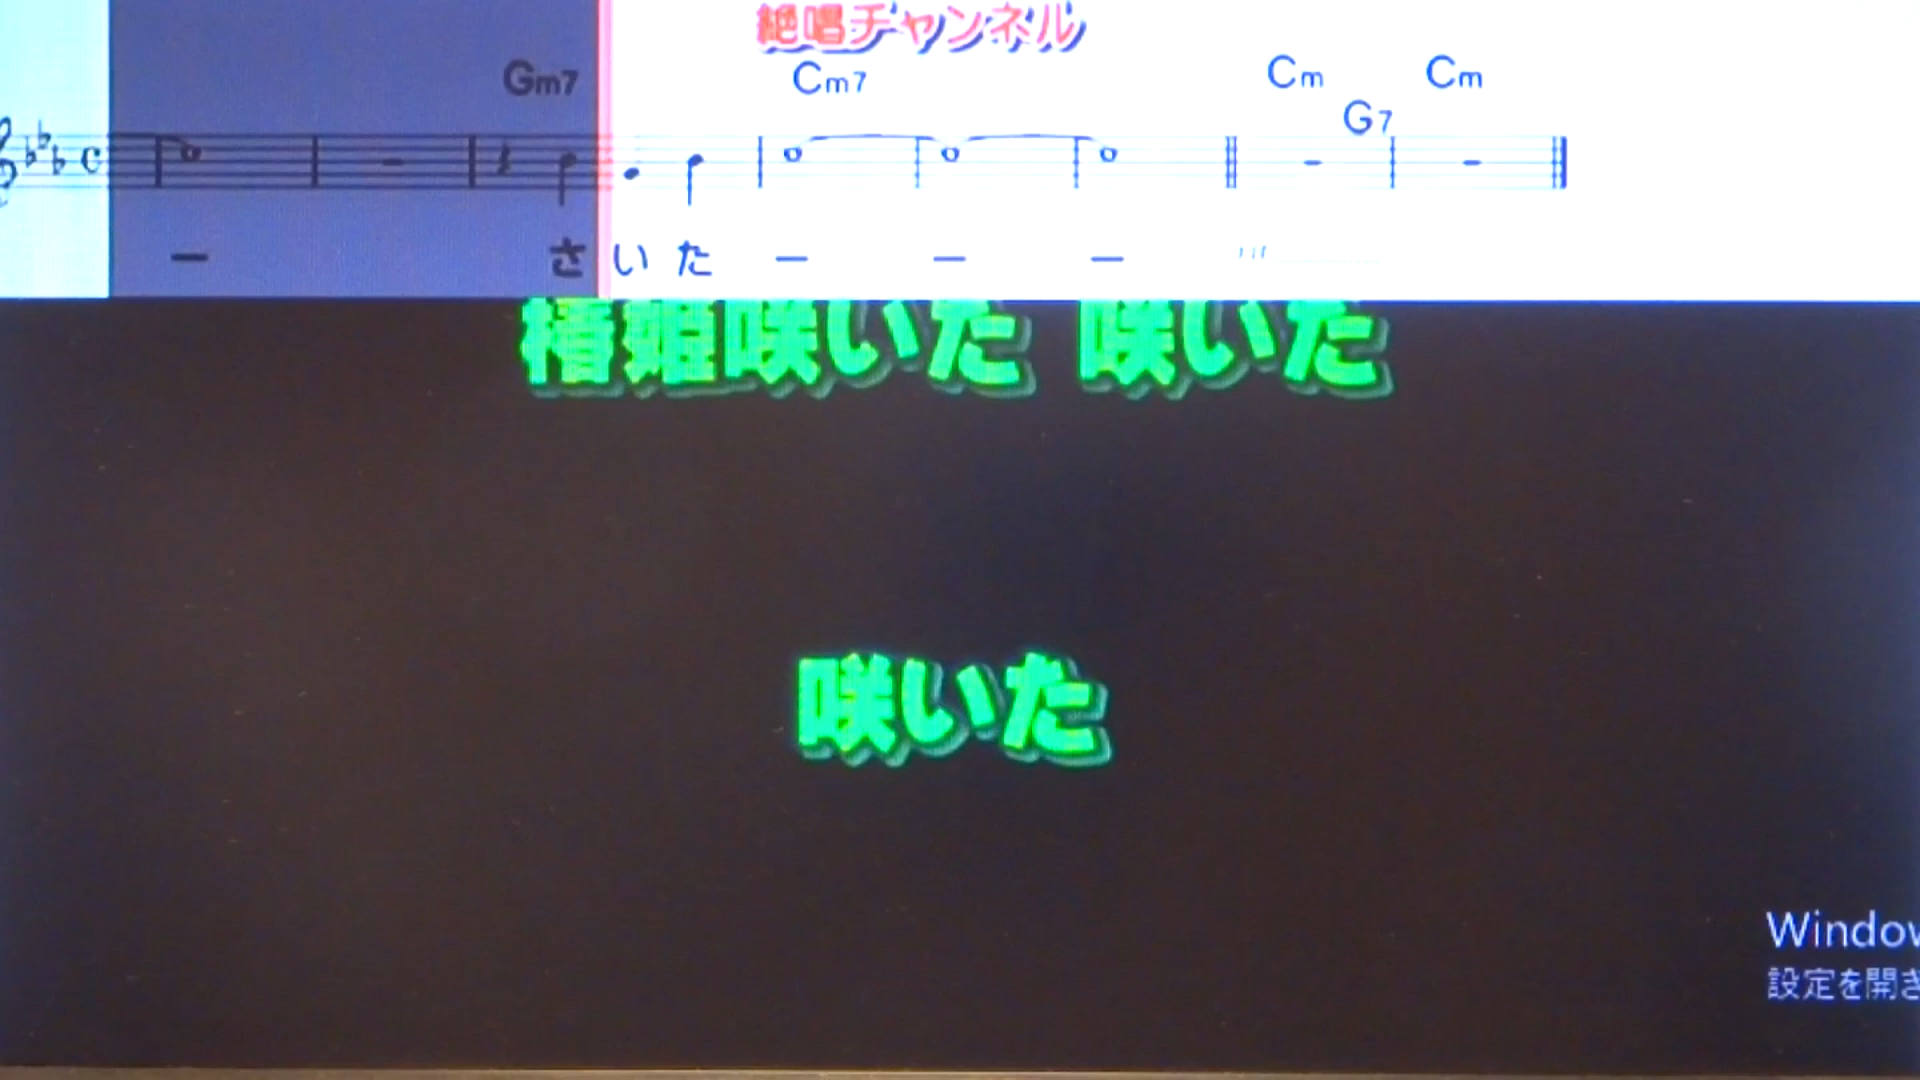 絶唱チャンネル
Gm7 Cm7 Cm G7 Cm
ー さ い た ー ー ー
椿姫咲いた 咲いた
咲いた
Window
設定を開き